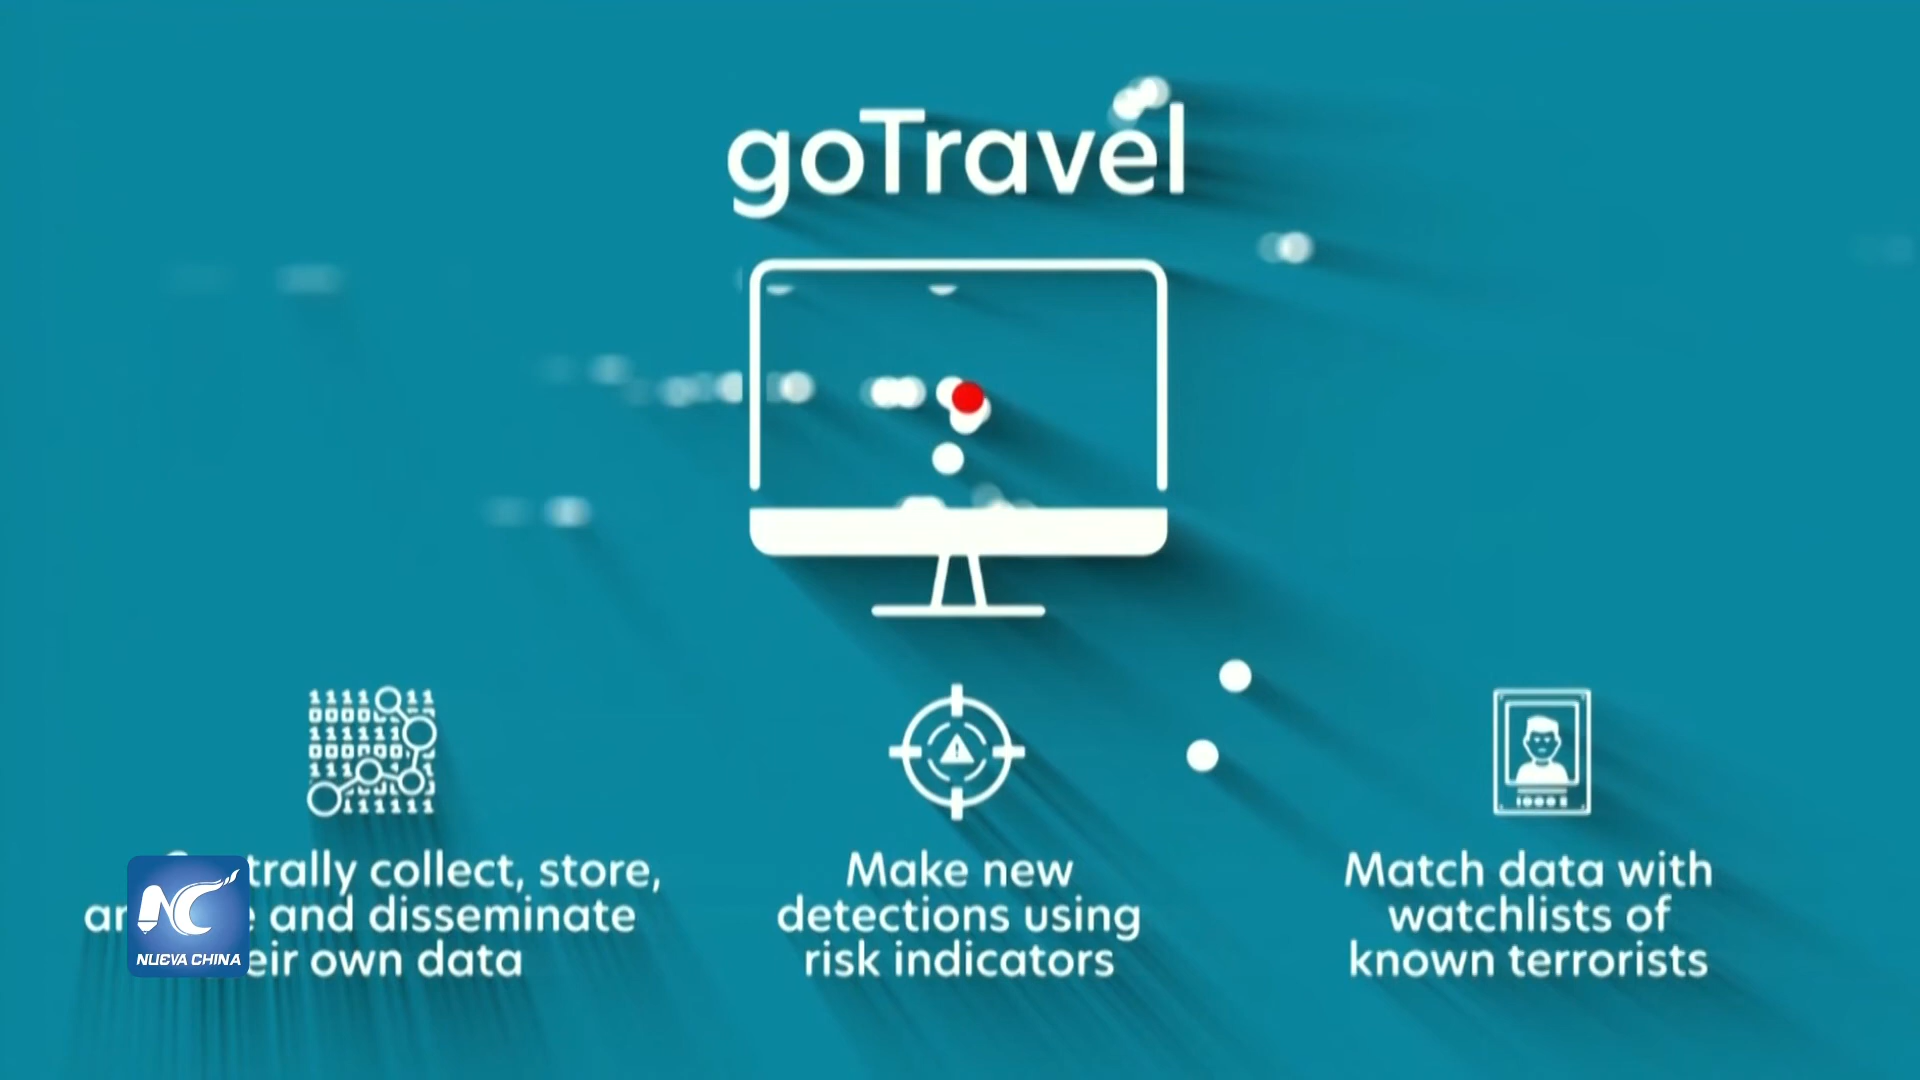 goTravel
trally collect, store,
and disseminate
own data
Make new
detections using
risk indicators
Match data with
watchlists of
known terrorists
NC
NUEVA CHINA